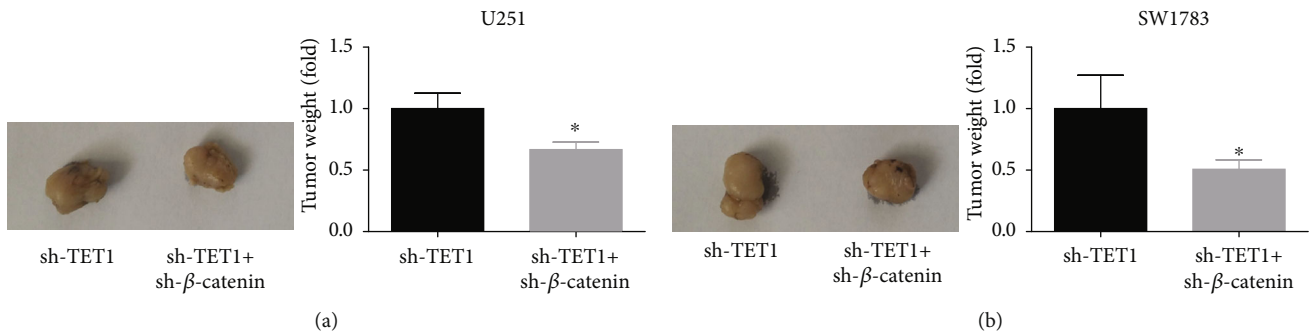 U251
Tumor weight (fold)
1.5
1.0
0.5
0.0
*
sh-TET1
sh-TET1+
sh-β-catenin
sh-TET1
sh-TET1+
sh-β-catenin
(a)
SW1783
Tumor weight (fold)
1.5
1.0
0.5
0.0
*
sh-TET1
sh-TET1+
sh-β-catenin
sh-TET1
sh-TET1+
sh-β-catenin
(b)